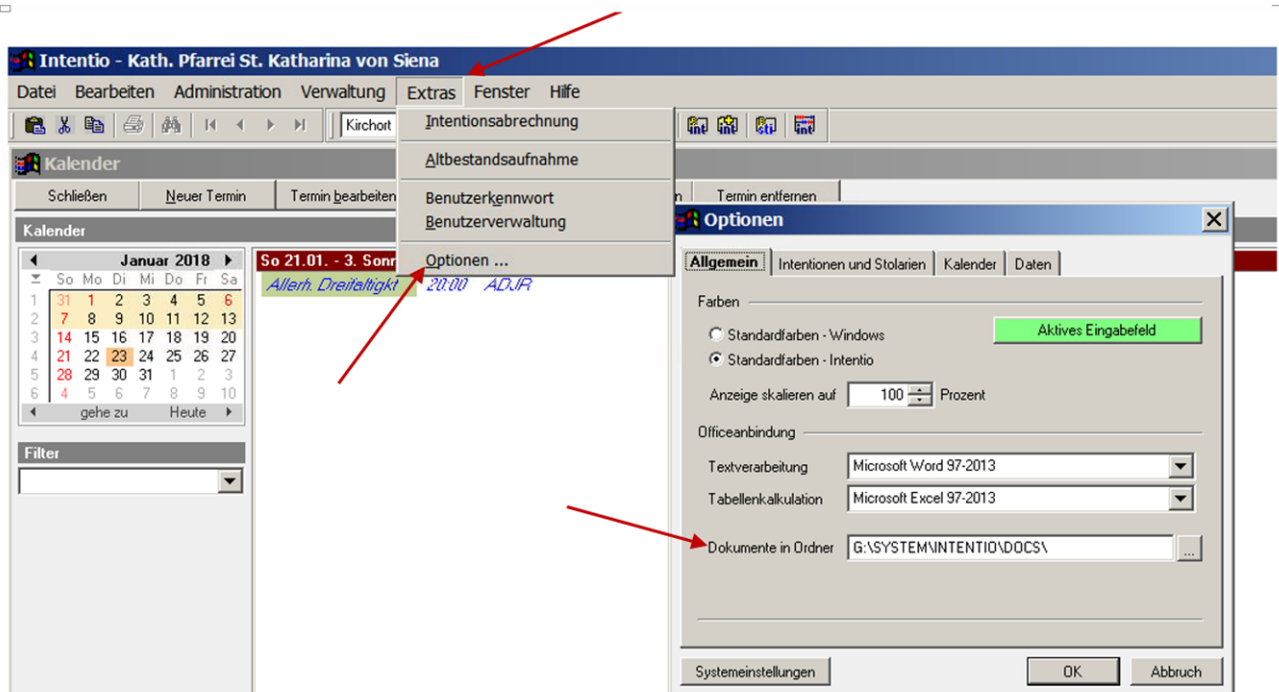 Intentio - Kath. Pfarrei St. Katharina von Siena
Datei Bearbeiten Administration Verwaltung Extras Fenster Hilfe
Kirchort
Intentionsabrechnung
Altbestandsaufnahme
Benutzerkennwort
Benutzerverwaltung
Optionen ...
Kalender
Schließen Neuer Termin Termin bearbeiten n Termin entfernen
Kalender
Januar 2018
So Mo Di Mi Do Fr Sa
1 31 1 2 3 4 5 6
2 7 8 9 10 11 12 13
3 14 15 16 17 18 19 20
4 21 22 23 24 25 26 27
5 28 29 30 31 1 2 3
6 4 5 6 7 8 9 10
gehe zu Heute
Filter
So 21.01. - 3. Sonr
Allerh. Dreifaltigkt 20:00 ADJR
Optionen
Allgemein Intentionen und Stolarien Kalender Daten
Farben
Standardfarben - Windows
Aktives Eingabefeld
Standardfarben - Intentio
Anzeige skalieren auf 100 Prozent
Officeanbindung
Textverarbeitung Microsoft Word 97-2013
Tabellenkalkulation Microsoft Excel 97-2013
Dokumente in Ordner G:\SYSTEM\INTENTIO\DOCS\ ...
Systemeinstellungen OK Abbruch